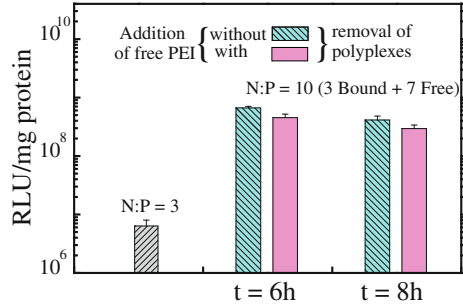 10^10
10^8
10^6
RLU/mg protein
Addition of free PEI { without with } removal of polyplexes
N:P = 10 (3 Bound + 7 Free)
N:P = 3
t = 6h
t = 8h